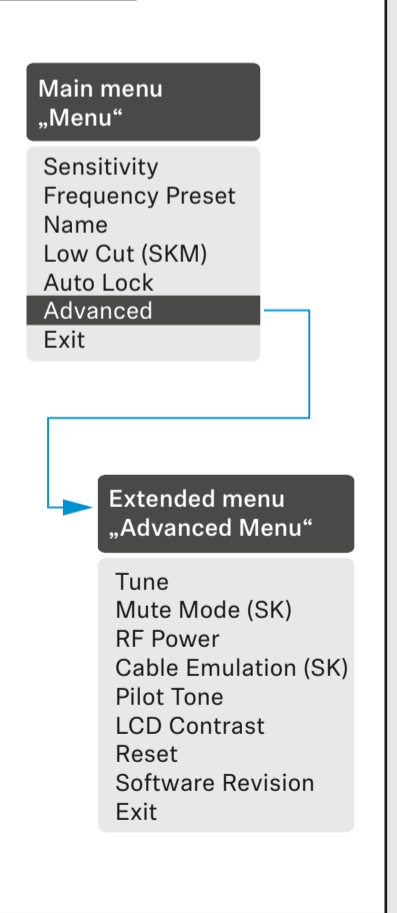 Main menu
„Menu“
Sensitivity
Frequency Preset
Name
Low Cut (SKM)
Auto Lock
Advanced
Exit
Extended menu
„Advanced Menu“
Tune
Mute Mode (SK)
RF Power
Cable Emulation (SK)
Pilot Tone
LCD Contrast
Reset
Software Revision
Exit